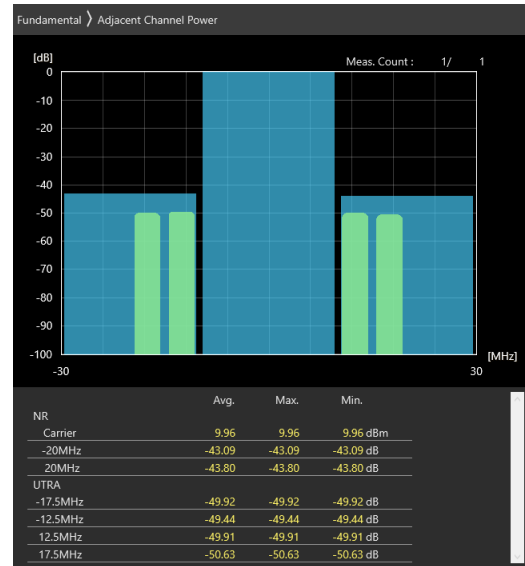 Fundamental 〉 Adjacent Channel Power
[dB]
Meas. Count : 1/ 1
0
-10
-20
-30
-40
-50
-60
-70
-80
-90
-100
[MHz]
-30 30
Avg. Max. Min.
NR
Carrier 9.96 9.96 9.96 dBm
-20MHz -43.09 -43.09 -43.09 dB
20MHz -43.80 -43.80 -43.80 dB
UTRA
-17.5MHz -49.92 -49.92 -49.92 dB
-12.5MHz -49.44 -49.44 -49.44 dB
12.5MHz -49.91 -49.91 -49.91 dB
17.5MHz -50.63 -50.63 -50.63 dB